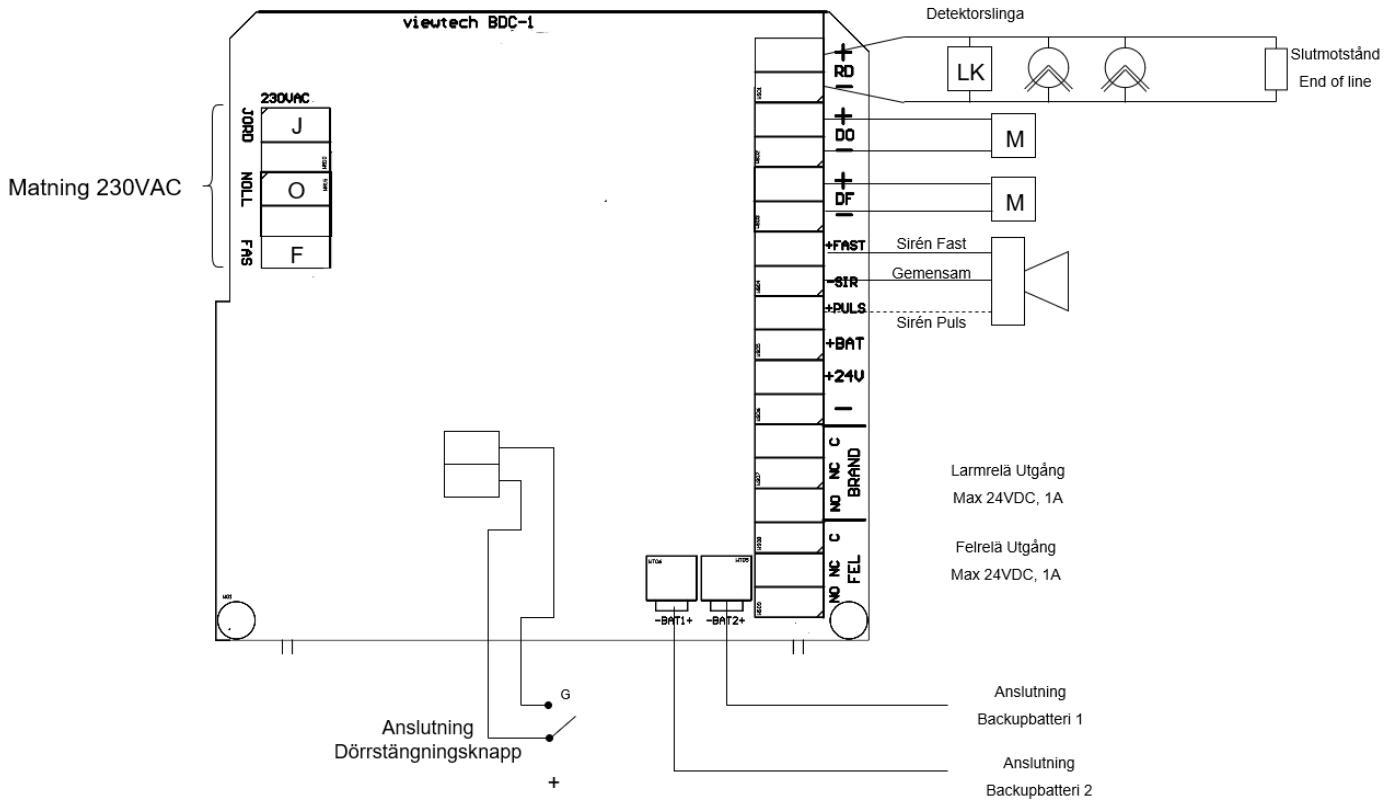 viewtech BDC-1
Detektorslinga
LK
Slutmotstånd
End of line
+
RD
−
230VAC
JORD
J
NOLL
O
FAS
F
Matning 230VAC
+
DO
−
M
+
DF
−
M
+FAST
Sirén Fast
-SIR
Gemensam
+PULS
Sirén Puls
+BAT
+24V
−
C
NC
NO
BRAND
C
NC
NO
FEL
Larmrelä Utgång
Max 24VDC, 1A
Felrelä Utgång
Max 24VDC, 1A
-BAT1+
-BAT2+
G
+
Anslutning
Dörrstängningsknapp
Anslutning
Backupbatteri 1
Anslutning
Backupbatteri 2